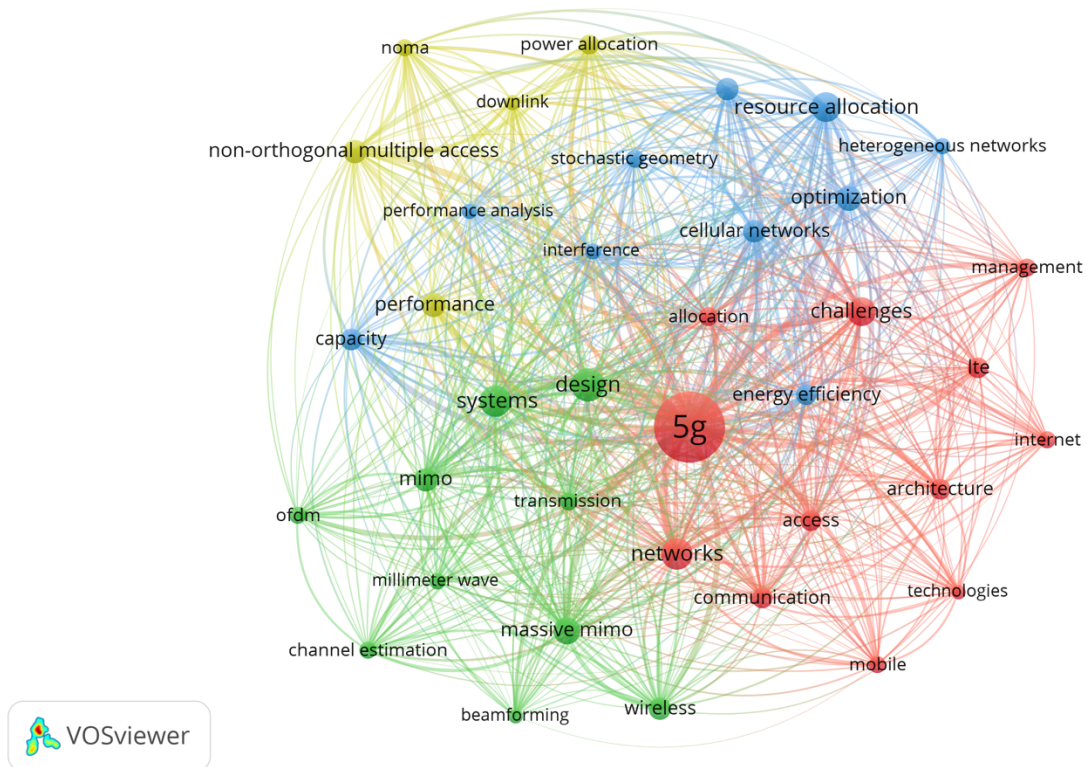 noma
power allocation
downlink
resource allocation
non-orthogonal multiple access
stochastic geometry
heterogeneous networks
performance analysis
optimization
interference
cellular networks
management
performance
allocation
challenges
capacity
lte
design
energy efficiency
systems
5g
internet
mimo
architecture
transmission
ofdm
access
networks
millimeter wave
technologies
communication
massive mimo
channel estimation
mobile
beamforming
wireless
VOSviewer